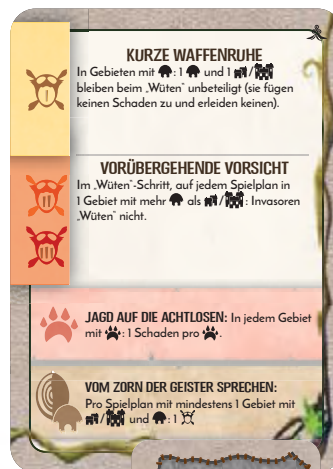 KURZE WAFFENRUHE
In Gebieten mit : 1 und 1 /
bleiben beim „Wüten“ unbeteiligt (sie fügen
keinen Schaden zu und erleiden keinen).
I
VORÜBERGEHENDE VORSICHT
Im „Wüten“-Schritt, auf jedem Spielplan in
1 Gebiet mit mehr als / : Invasoren
„Wüten“ nicht.
II
III
JAGD AUF DIE ACHTLOSEN: In jedem Gebiet
mit : 1 Schaden pro .
VOM ZORN DER GEISTER SPRECHEN:
Pro Spielplan mit mindestens 1 Gebiet mit
/ und : 1